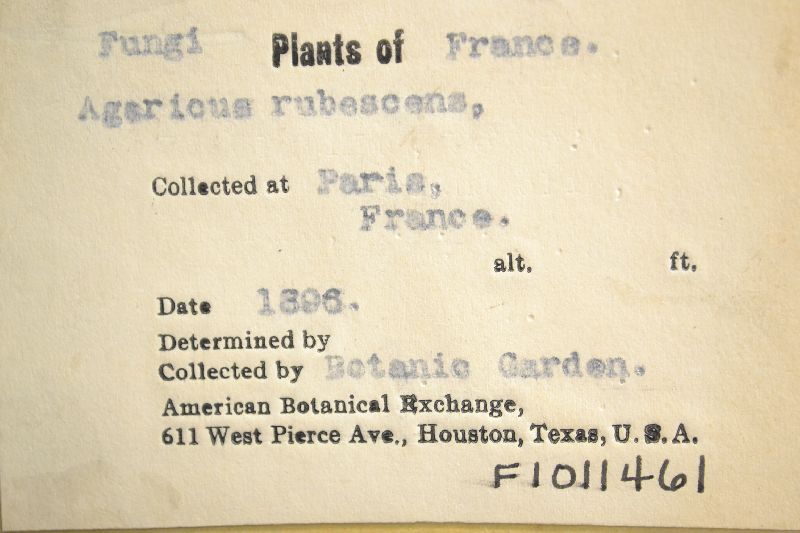 Fungi Plants of France.
Agaricus rubescens,
Collected at Paris,
France.
alt. ft.
Date 1896.
Determined by
Collected by Botanic Garden.
American Botanical Exchange,
611 West Pierce Ave., Houston, Texas, U.S.A.
F1011461